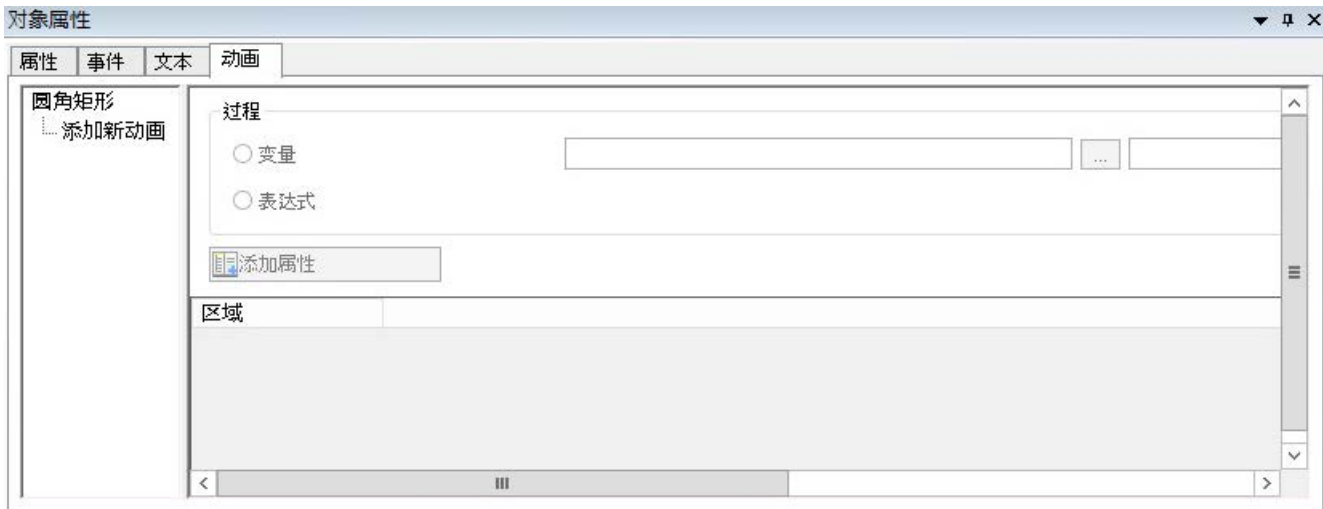 对象属性
属性 事件 文本 动画
圆角矩形
添加新动画
过程
变量 ...
表达式
添加属性
区域